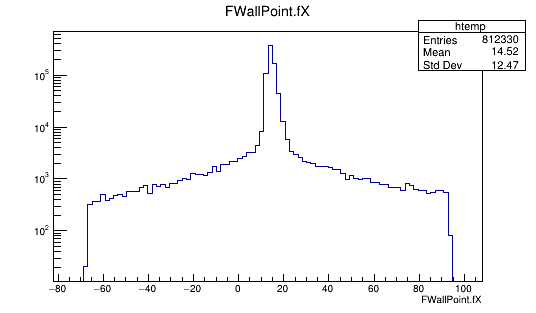 FWallPoint.fX
htemp
Entries 812330
Mean 14.52
Std Dev 12.47
10^5
10^4
10^3
10^2
−80 −60 −40 −20 0 20 40 60 80 100
FWallPoint.fX